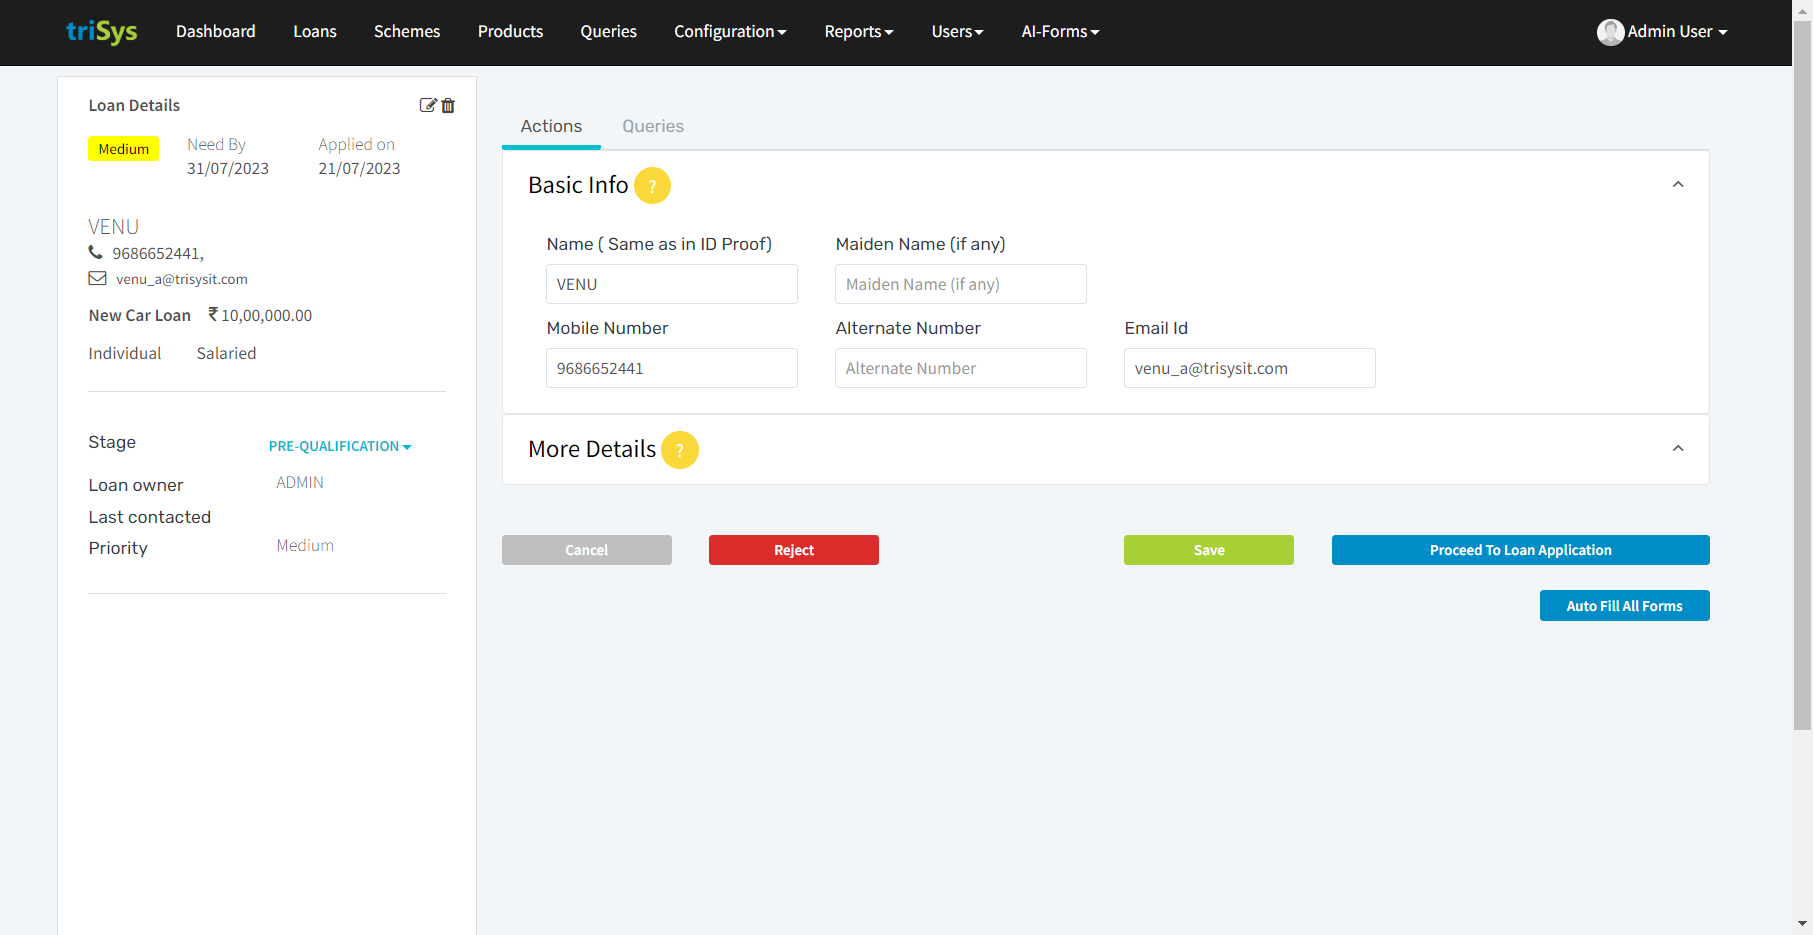 triSys Dashboard Loans Schemes Products Queries Configuration Reports Users AI-Forms Admin User
Loan Details
Medium
Need By
31/07/2023
Applied on
21/07/2023
VENU
9686652441,
venu_a@trisysit.com
New Car Loan ₹ 10,00,000.00
Individual Salaried
Stage PRE-QUALIFICATION
Loan owner ADMIN
Last contacted
Priority Medium
Actions Queries
Basic Info ?
Name ( Same as in ID Proof) Maiden Name (if any)
VENU Maiden Name (if any)
Mobile Number Alternate Number Email Id
9686652441 Alternate Number venu_a@trisysit.com
More Details ?
Cancel Reject Save Proceed To Loan Application
Auto Fill All Forms